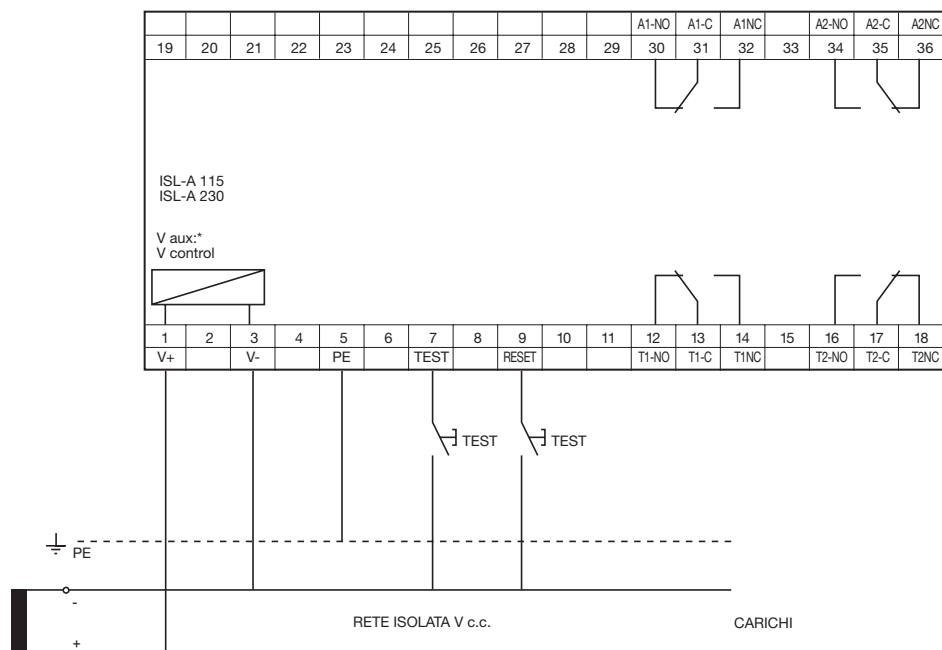 A1-NO A1-C A1NC A2-NO A2-C A2NC
19 20 21 22 23 24 25 26 27 28 29 30 31 32 33 34 35 36
ISL-A 115
ISL-A 230
V aux:*
V control
1 2 3 4 5 6 7 8 9 10 11 12 13 14 15 16 17 18
V+ V- PE TEST RESET T1-NO T1-C T1NC T2-NO T2-C T2NC
TEST TEST
PE
-
RETE ISOLATA V c.c. CARICHI
+